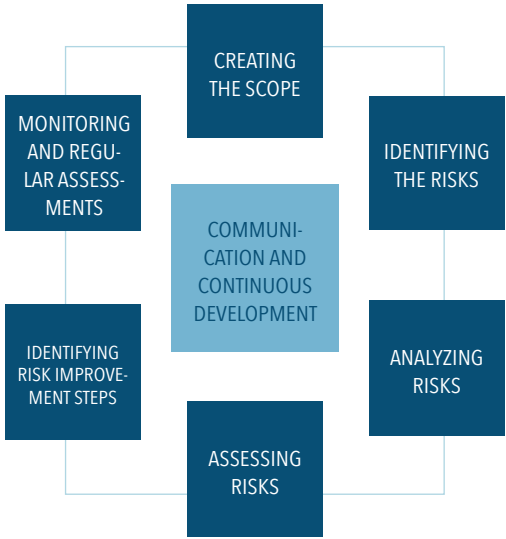 CREATING
THE SCOPE
IDENTIFYING
THE RISKS
ANALYZING
RISKS
ASSESSING
RISKS
IDENTIFYING
RISK IMPROVE-
MENT STEPS
MONITORING
AND REGU-
LAR ASSESS-
MENTS
COMMUNI-
CATION AND
CONTINUOUS
DEVELOPMENT